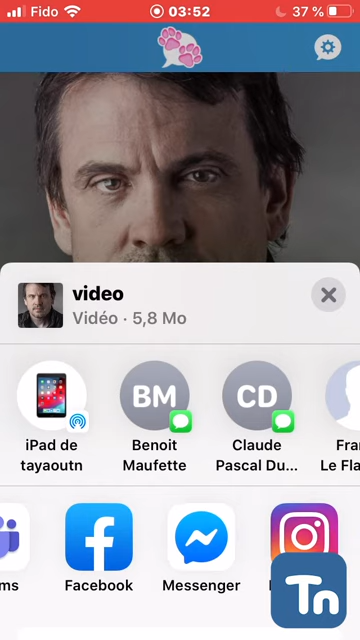 Fido 03:52 37 %
video
Vidéo · 5,8 Mo
BM CD
iPad de Benoit Claude Fran
tayaoutn Maufette Pascal Du... Le Fla
ms Facebook Messenger
Tn